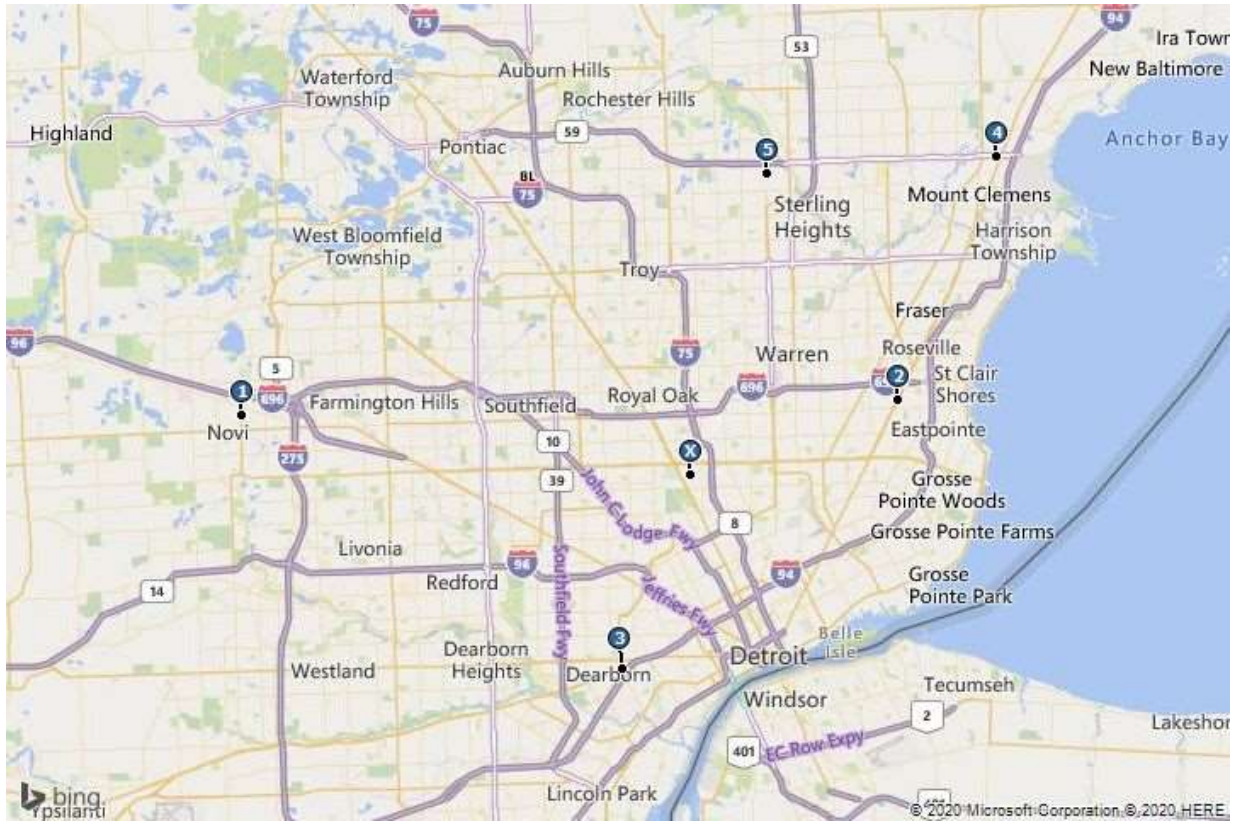 75
94
53
Ira Town
Auburn Hills
New Baltimore
Waterford
Township
Rochester Hills
Highland
59
4
Anchor Bay
Pontiac
5
BL
75
Mount Clemens
Sterling
Heights
West Bloomfield
Township
Harrison
Township
Troy
Fraser
96
75
Warren
Roseville
5
2
St Clair
Shores
1
696
Farmington Hills
Southfield
Royal Oak
696
Novi
10
Eastpointe
275
X
39
John C Lodge Fwy
Grosse
Pointe Woods
8
Grosse Pointe Farms
Livonia
96
Redford
Southfield Fwy
Jeffries Fwy
94
Grosse
Pointe Park
14
3
Belle
Isle
Dearborn
Heights
Westland
Dearborn
Detroit
Windsor
Tecumseh
2
Lakeshor
401
EC Row Expy
Lincoln Park
bing
Ypsilanti
401
© 2020 Microsoft Corporation © 2020 HERE